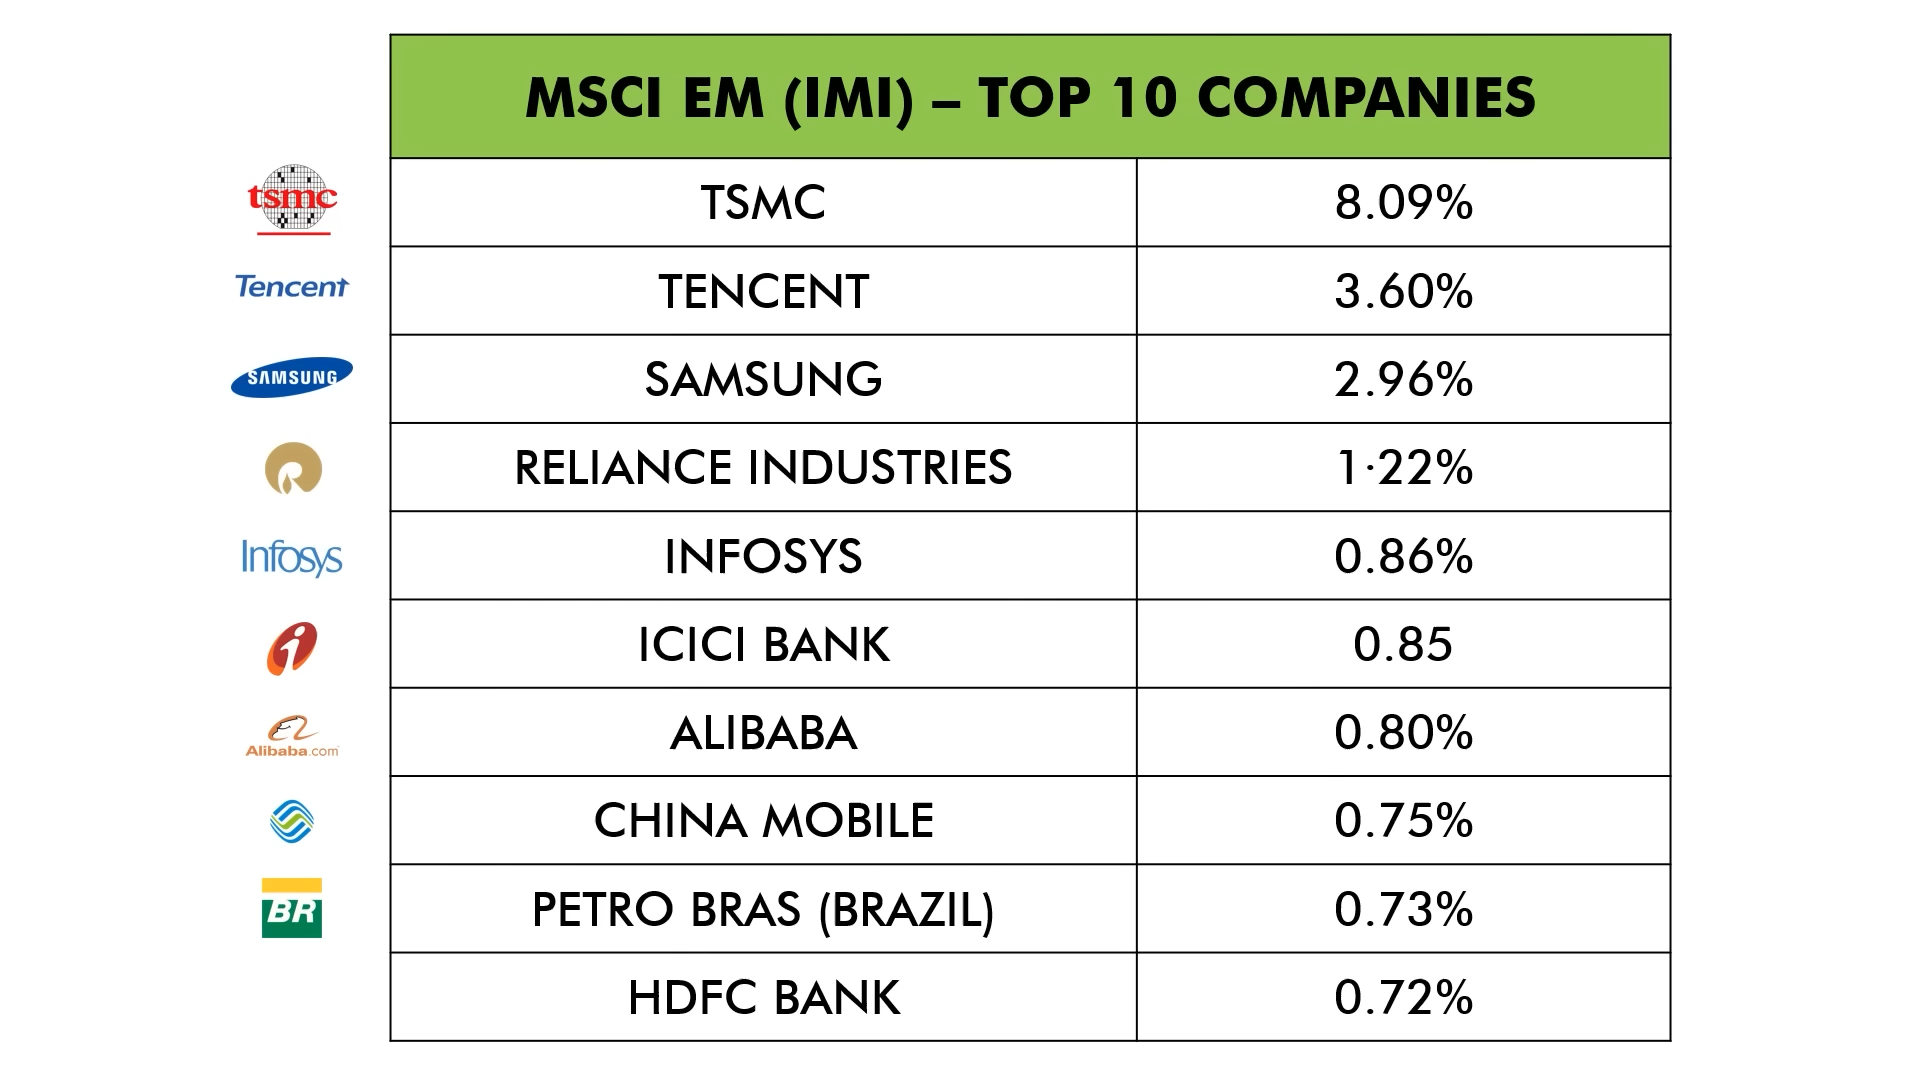 MSCI EM (IMI) – TOP 10 COMPANIES
tsmc TSMC 8.09%
Tencent TENCENT 3.60%
SAMSUNG SAMSUNG 2.96%
RELIANCE INDUSTRIES 1·22%
Infosys INFOSYS 0.86%
i ICICI BANK 0.85
Alibaba.com ALIBABA 0.80%
CHINA MOBILE 0.75%
BR PETRO BRAS (BRAZIL) 0.73%
HDFC BANK 0.72%